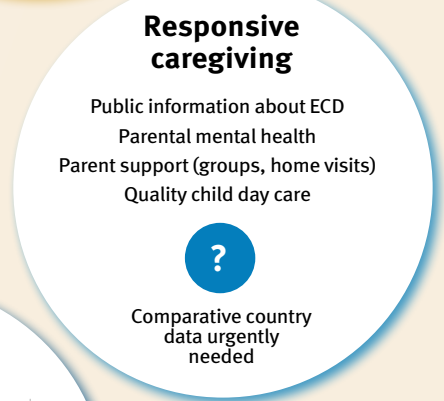 Responsive
caregiving
Public information about ECD
Parental mental health
Parent support (groups, home visits)
Quality child day care
?
Comparative country
data urgently
needed